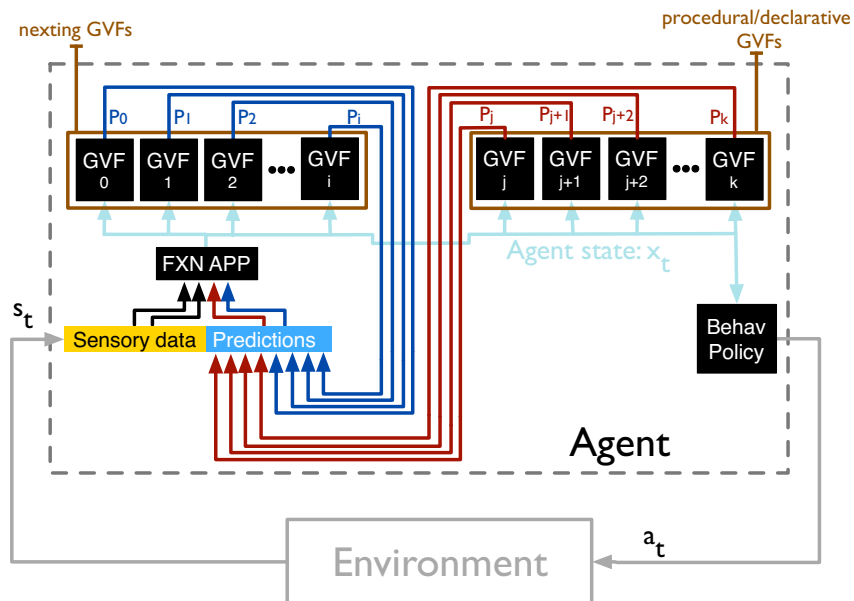 nexting GVFs
procedural/declarative
GVFs
P0 P1 P2 Pi
Pj Pj+1 Pj+2 Pk
GVF 0
GVF 1
GVF 2
•••
GVF i
GVF j
GVF j+1
GVF j+2
•••
GVF k
Agent state: xt
FXN APP
st
Sensory data
Predictions
Behav
Policy
Agent
at
Environment